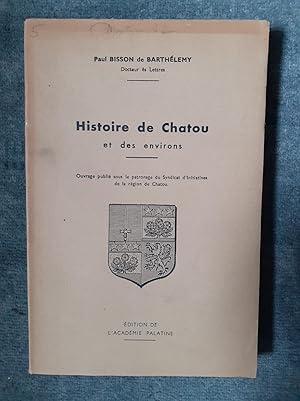 5
Paul BISSON de BARTHÉLEMY
Docteur ès Lettres
Histoire de Chatou
et des environs
Ouvrage publié sous le patronage du Syndicat d'Initiatives
de la région de Chatou.
ÉDITION DE
L'ACADÉMIE PALATINE